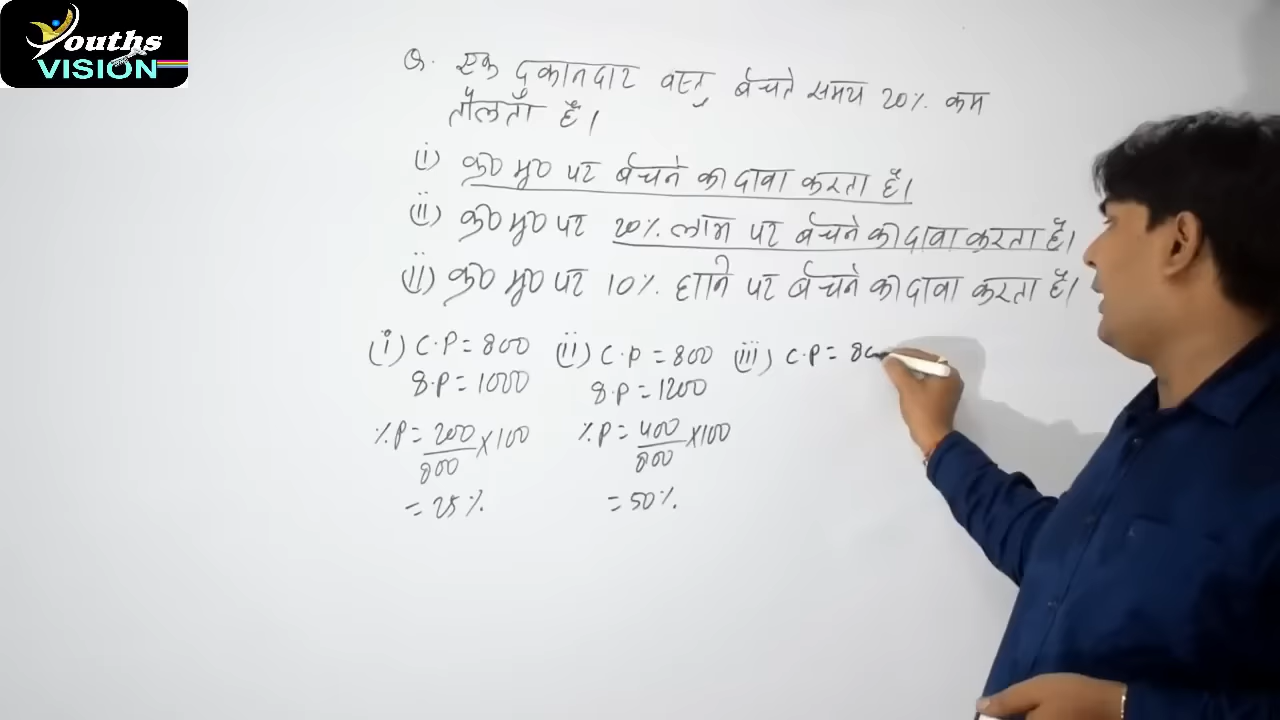 Youths
VISION
Q. एक दुकानदार वस्तु बेचते समय 20% कम
तौलता है।
(i) क्र० मू० पर बेचने का दावा करता है।
(ii) क्र० मू० पर 20% लाभ पर बेचने का दावा करता है।
(ii) क्र० मू० पर 10% हानि पर बेचने का दावा करता है।
(i) C.P = 800 (ii) C.P = 800 (iii) C.P = 80
S.P = 1000 S.P = 1200
% P = 200/800 × 100 % P = 400/800 × 100
= 25% = 50%